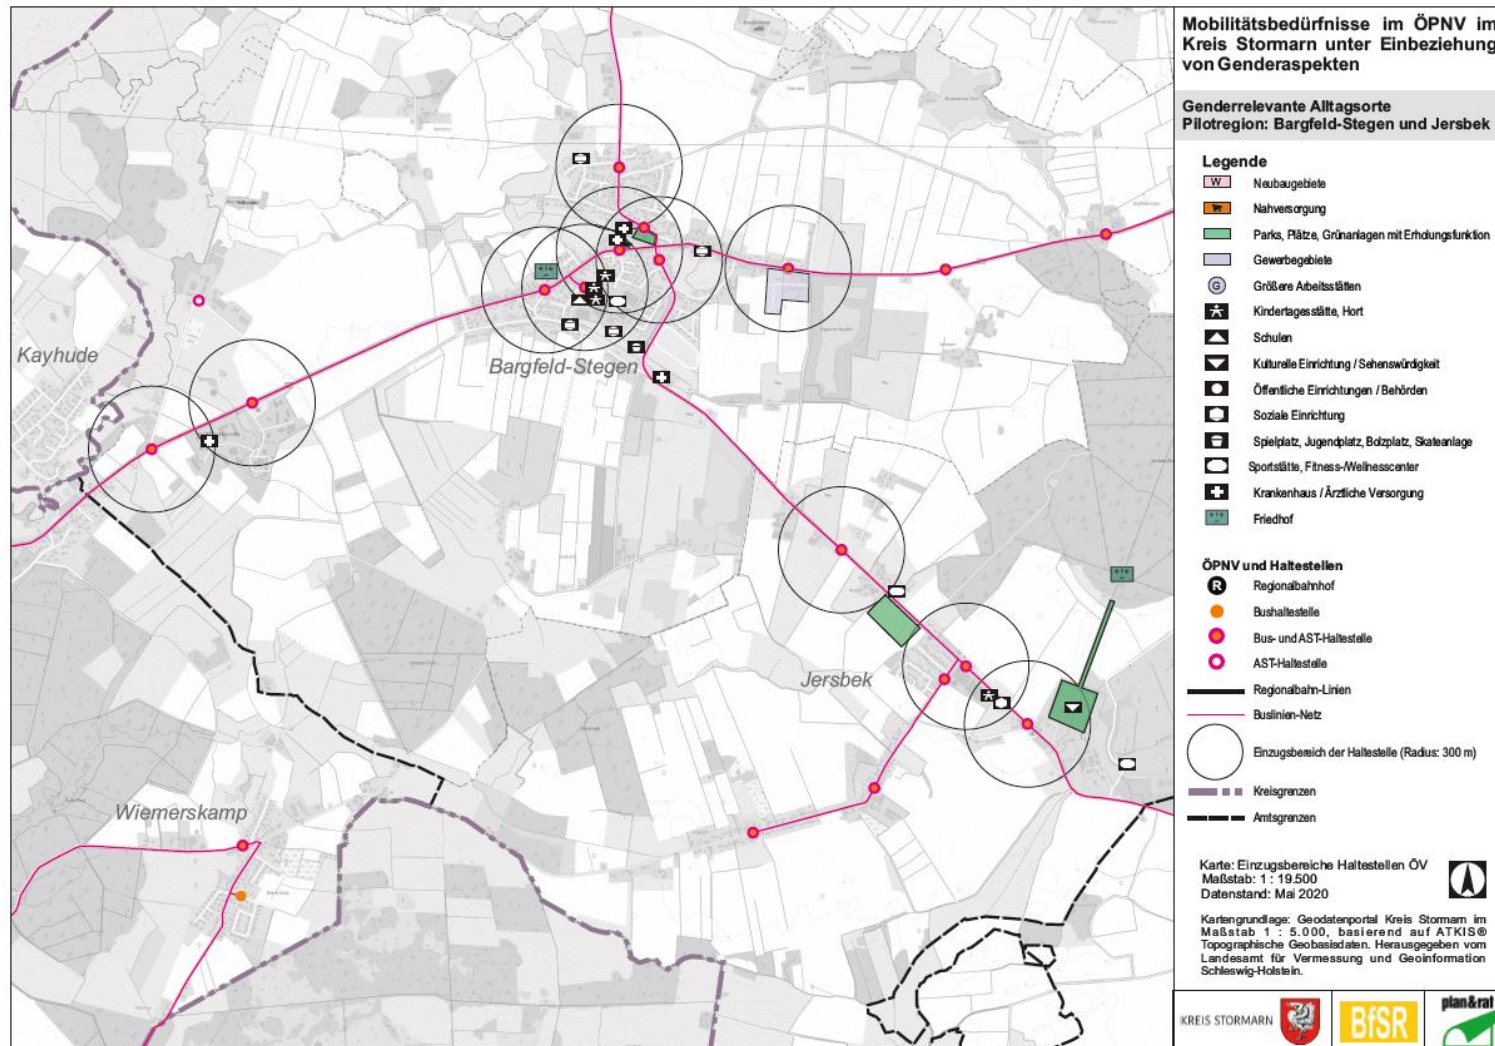 Mobilitätsbedürfnisse im ÖPNV im
Kreis Stormarn unter Einbeziehung
von Genderaspekten
Genderrelevante Alltagsorte
Pilotregion: Bargfeld-Stegen und Jersbek
Legende
W Neubaugebiete
Nahversorgung
Parks, Plätze, Grünanlagen mit Erholungsfunktion
Gewerbegebiete
G Größere Arbeitsstätten
Kindertagesstätte, Hort
Schulen
Kulturelle Einrichtung / Sehenswürdigkeit
Öffentliche Einrichtungen / Behörden
Soziale Einrichtung
Spielplatz, Jugendplatz, Bolzplatz, Skateanlage
Sportstätte, Fitness-/Wellnesscenter
Krankenhaus / Ärztliche Versorgung
Friedhof
ÖPNV und Haltestellen
R Regionalbahnhof
Bushaltestelle
Bus- und AST-Haltestelle
AST-Haltestelle
Regionalbahn-Linien
Buslinien-Netz
Einzugsbereich der Haltestelle (Radius: 300 m)
Kreisgrenzen
Amtsgrenzen
Karte: Einzugsbereiche Haltestellen ÖV
Maßstab: 1 : 19.500
Datenstand: Mai 2020
Kartengrundlage: Geodatenportal Kreis Stormarn im
Maßstab 1 : 5.000, basierend auf ATKIS®
Topographische Geobasisdaten. Herausgegeben vom
Landesamt für Vermessung und Geoinformation
Schleswig-Holstein.
KREIS STORMARN
BfSR
plan&rat
Kayhude
Bargfeld-Stegen
Jersbek
Wiemerskamp